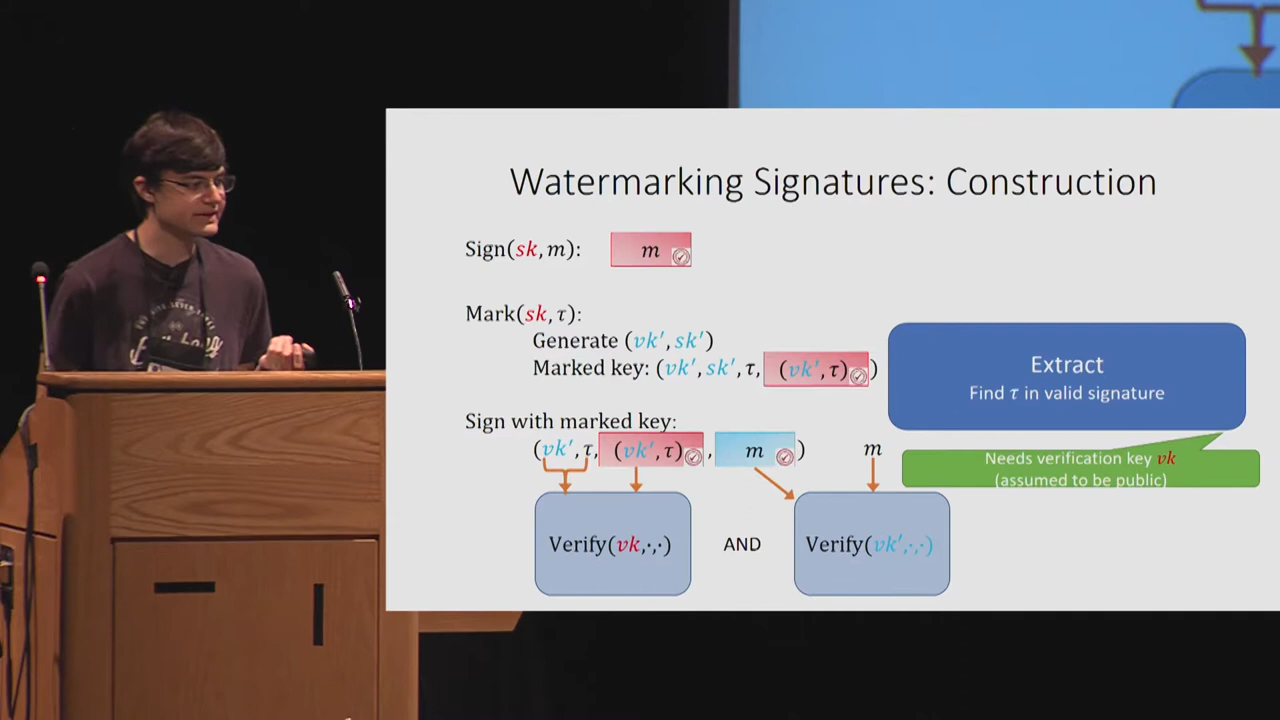 Watermarking Signatures: Construction
Sign(sk, m): m
Mark(sk, τ):
Generate (vk′, sk′)
Marked key: (vk′, sk′, τ, (vk′, τ))
Extract
Find τ in valid signature
Sign with marked key:
(vk′, τ, (vk′, τ), m) m
Needs verification key vk
(assumed to be public)
Verify(vk,·,·) AND Verify(vk′,·,·)